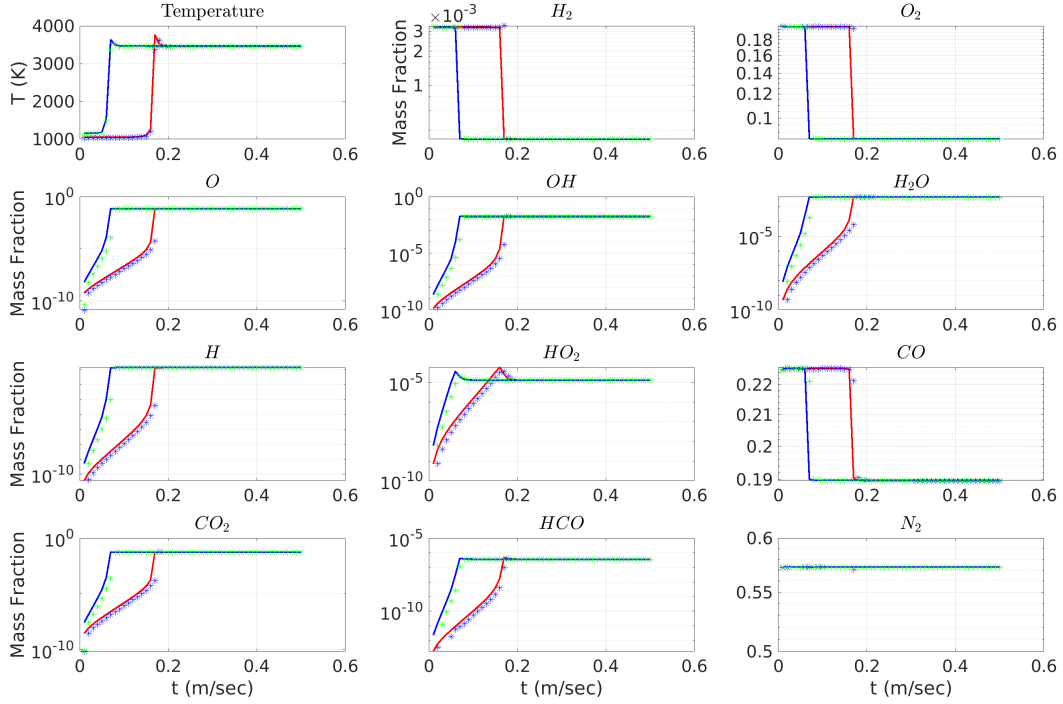 Temperature
T (K)
4000
3000
2000
1000
0 0.2 0.4 0.6
H₂
×10⁻³
Mass Fraction
3
2
1
0 0.2 0.4 0.6
O₂
0.18
0.16
0.14
0.12
0.1
0 0.2 0.4 0.6
O
Mass Fraction
10⁰
10⁻¹⁰
0 0.2 0.4 0.6
OH
10⁰
10⁻⁵
10⁻¹⁰
0 0.2 0.4 0.6
H₂O
10⁻⁵
10⁻¹⁰
0 0.2 0.4 0.6
H
Mass Fraction
10⁻¹⁰
0 0.2 0.4 0.6
HO₂
10⁻⁵
10⁻¹⁰
0 0.2 0.4 0.6
CO
0.22
0.21
0.2
0.19
0 0.2 0.4 0.6
CO₂
Mass Fraction
10⁰
10⁻¹⁰
0 0.2 0.4 0.6
t (m/sec)
HCO
10⁻⁵
10⁻¹⁰
0 0.2 0.4 0.6
t (m/sec)
N₂
0.6
0.55
0.5
0 0.2 0.4 0.6
t (m/sec)